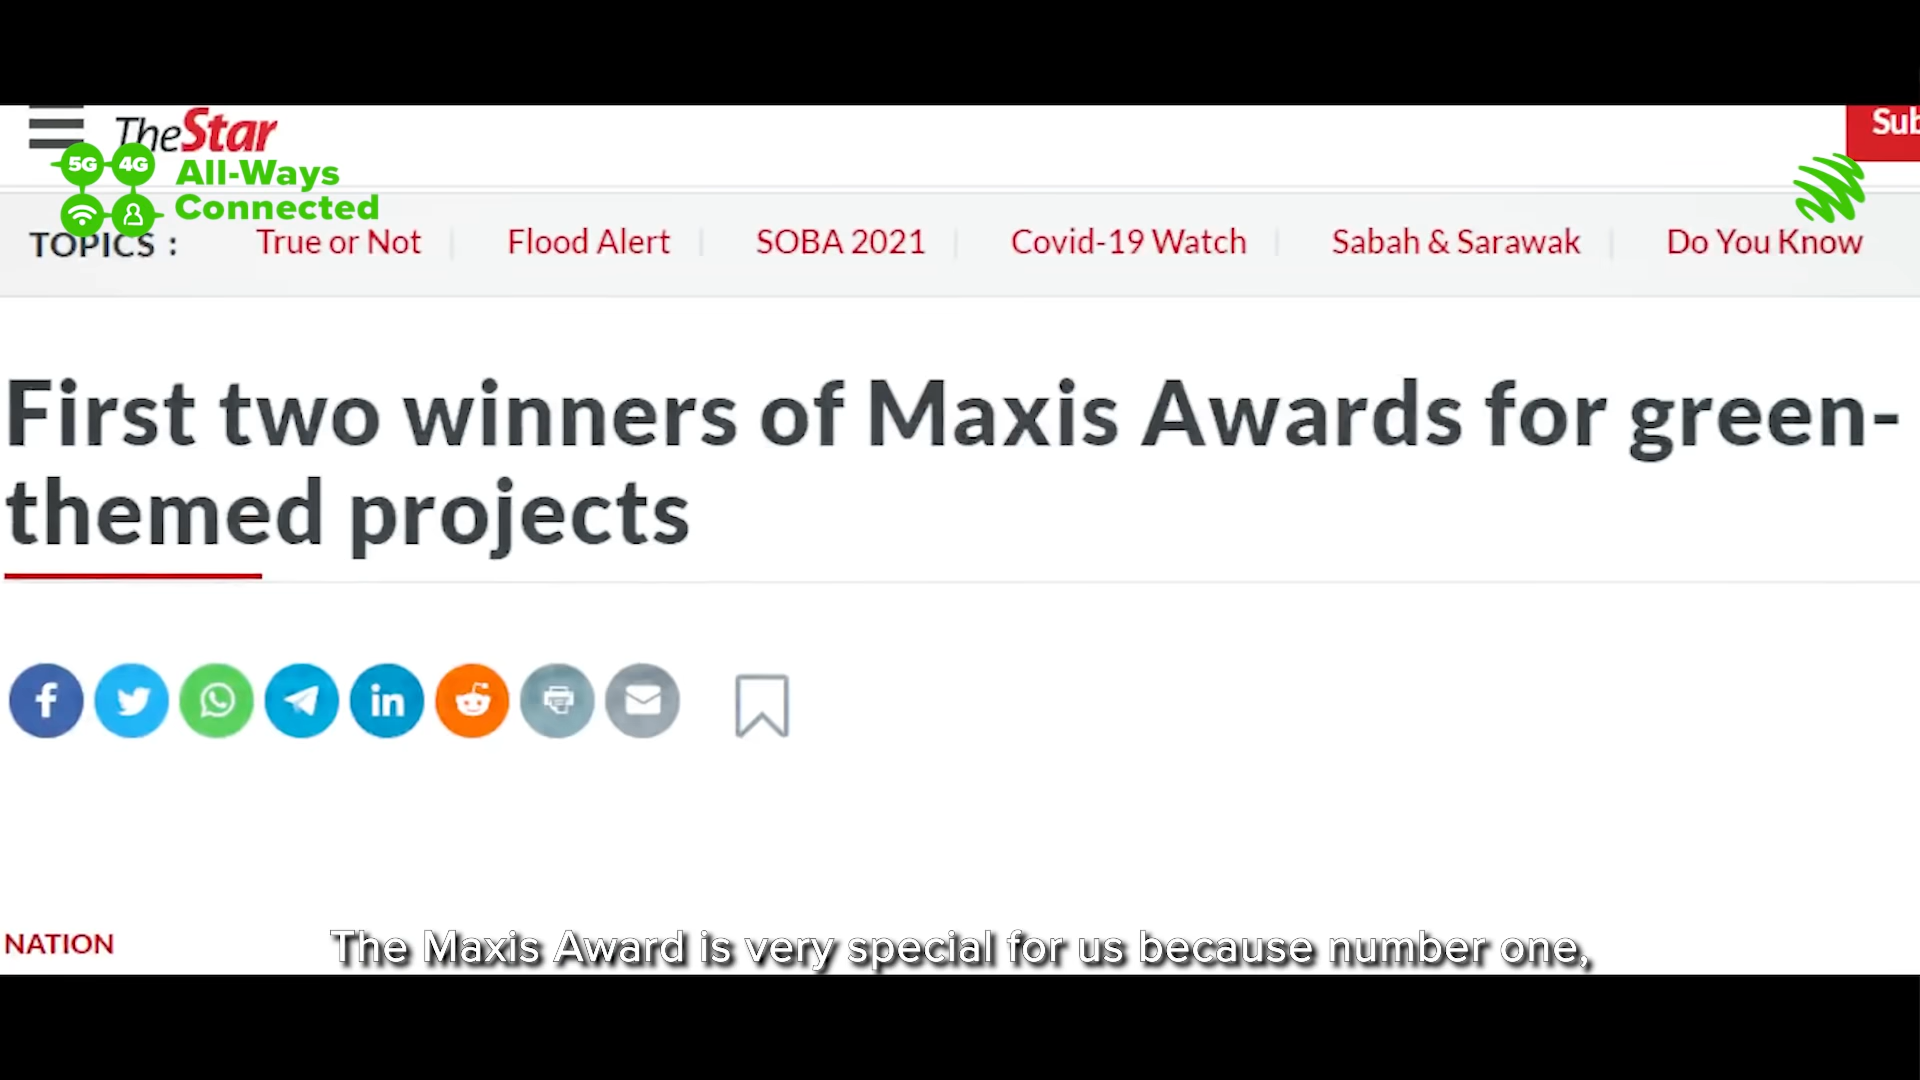 TheStar
Sub
5G 4G
All-Ways
Connected
TOPICS :
True or Not
Flood Alert
SOBA 2021
Covid-19 Watch
Sabah & Sarawak
Do You Know
First two winners of Maxis Awards for green-
themed projects
NATION
The Maxis Award is very special for us because number one,